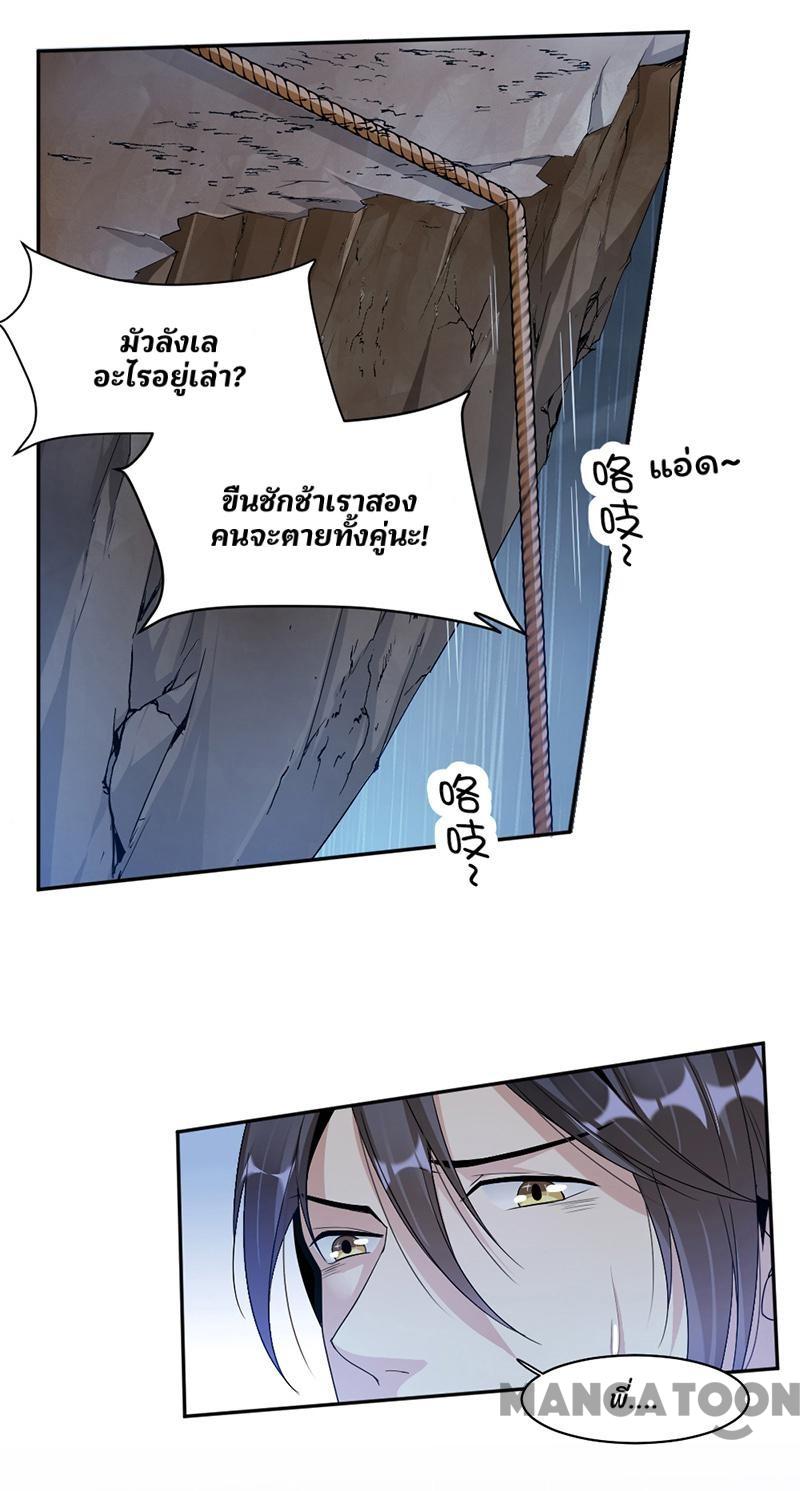 มัวลังเล
อะไรอยู่เล่า?
ขืนชักช้าเราสอง
คนจะตายทั้งคู่นะ!
咯吱~
แอ๋ด~
咯吱~
พี่....
MANGATOON